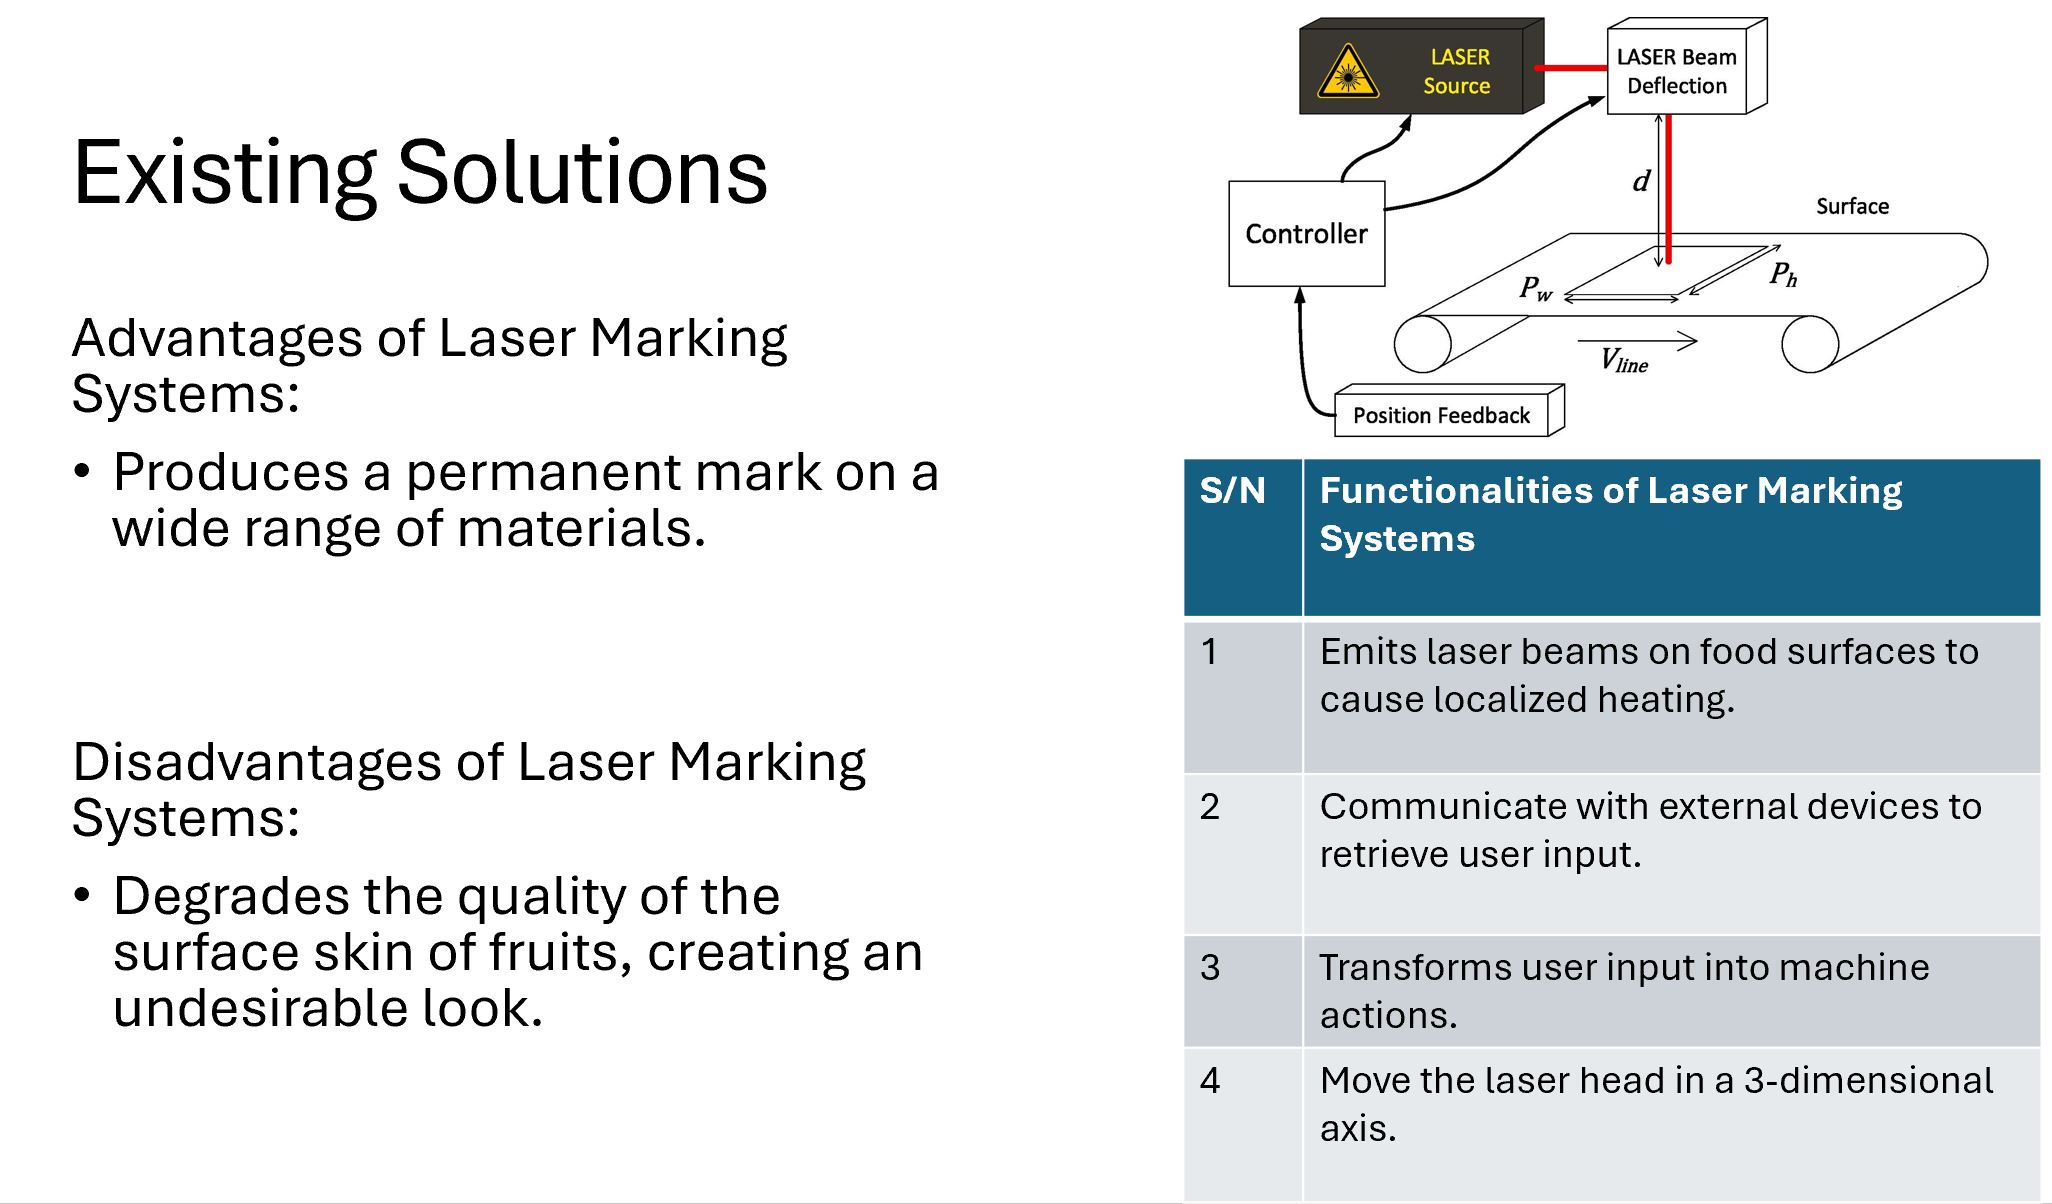 Existing Solutions
Advantages of Laser Marking
Systems:
• Produces a permanent mark on a
wide range of materials.
Disadvantages of Laser Marking
Systems:
• Degrades the quality of the
surface skin of fruits, creating an
undesirable look.
LASER
Source
LASER Beam
Deflection
d
Surface
Controller
Pw
Ph
Vline
Position Feedback
S/N Functionalities of Laser Marking
Systems
1 Emits laser beams on food surfaces to
cause localized heating.
2 Communicate with external devices to
retrieve user input.
3 Transforms user input into machine
actions.
4 Move the laser head in a 3-dimensional
axis.